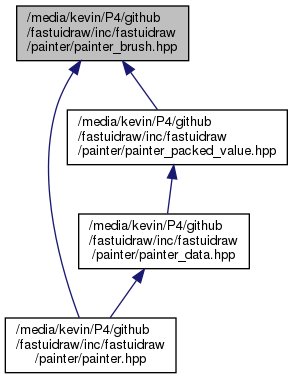 /media/kevin/P4/github
/fastuidraw/inc/fastuidraw
/painter/painter_brush.hpp
/media/kevin/P4/github
/fastuidraw/inc/fastuidraw
/painter/painter_packed_value.hpp
/media/kevin/P4/github
/fastuidraw/inc/fastuidraw
/painter/painter_data.hpp
/media/kevin/P4/github
/fastuidraw/inc/fastuidraw
/painter/painter.hpp